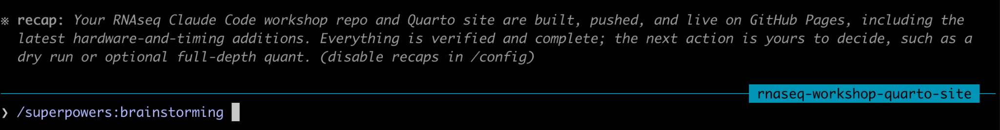 ※ recap: Your RNAseq Claude Code workshop repo and Quarto site are built, pushed, and live on GitHub Pages, including the
latest hardware-and-timing additions. Everything is verified and complete; the next action is yours to decide, such as a
dry run or optional full-depth quant. (disable recaps in /config)
rnaseq-workshop-quarto-site
❯ /superpowers:brainstorming